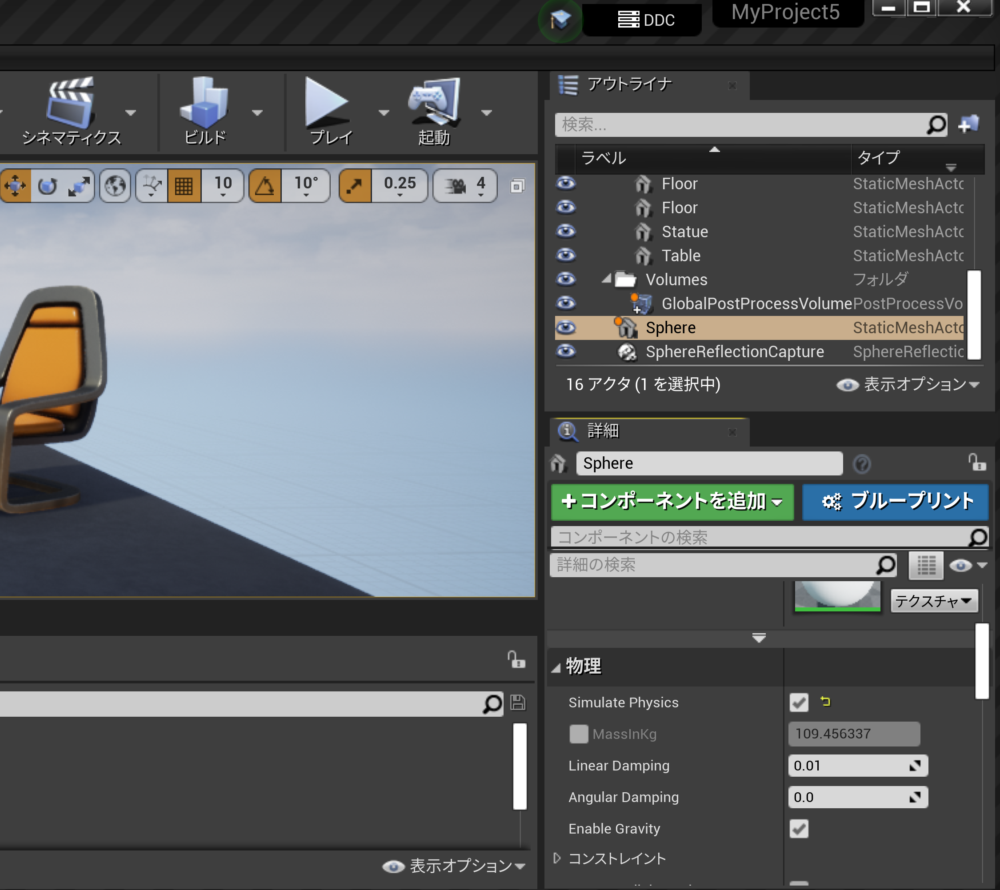 DDC
MyProject5
シネマティクス
ビルド
プレイ
起動
10
10°
0.25
4
アウトライナ
検索...
ラベル
タイプ
Floor StaticMeshActo
Floor StaticMeshActo
Statue StaticMeshActo
Table StaticMeshActo
Volumes フォルダ
GlobalPostProcessVolume PostProcessVo
Sphere StaticMeshActo
SphereReflectionCapture SphereReflectic
16 アクタ (1 を選択中)
表示オプション
詳細
Sphere
+コンポーネントを追加
ブループリント
コンポーネントの検索
詳細の検索
テクスチャ
物理
Simulate Physics
MassInKg 109.456337
Linear Damping 0.01
Angular Damping 0.0
Enable Gravity
コンストレイント
表示オプション